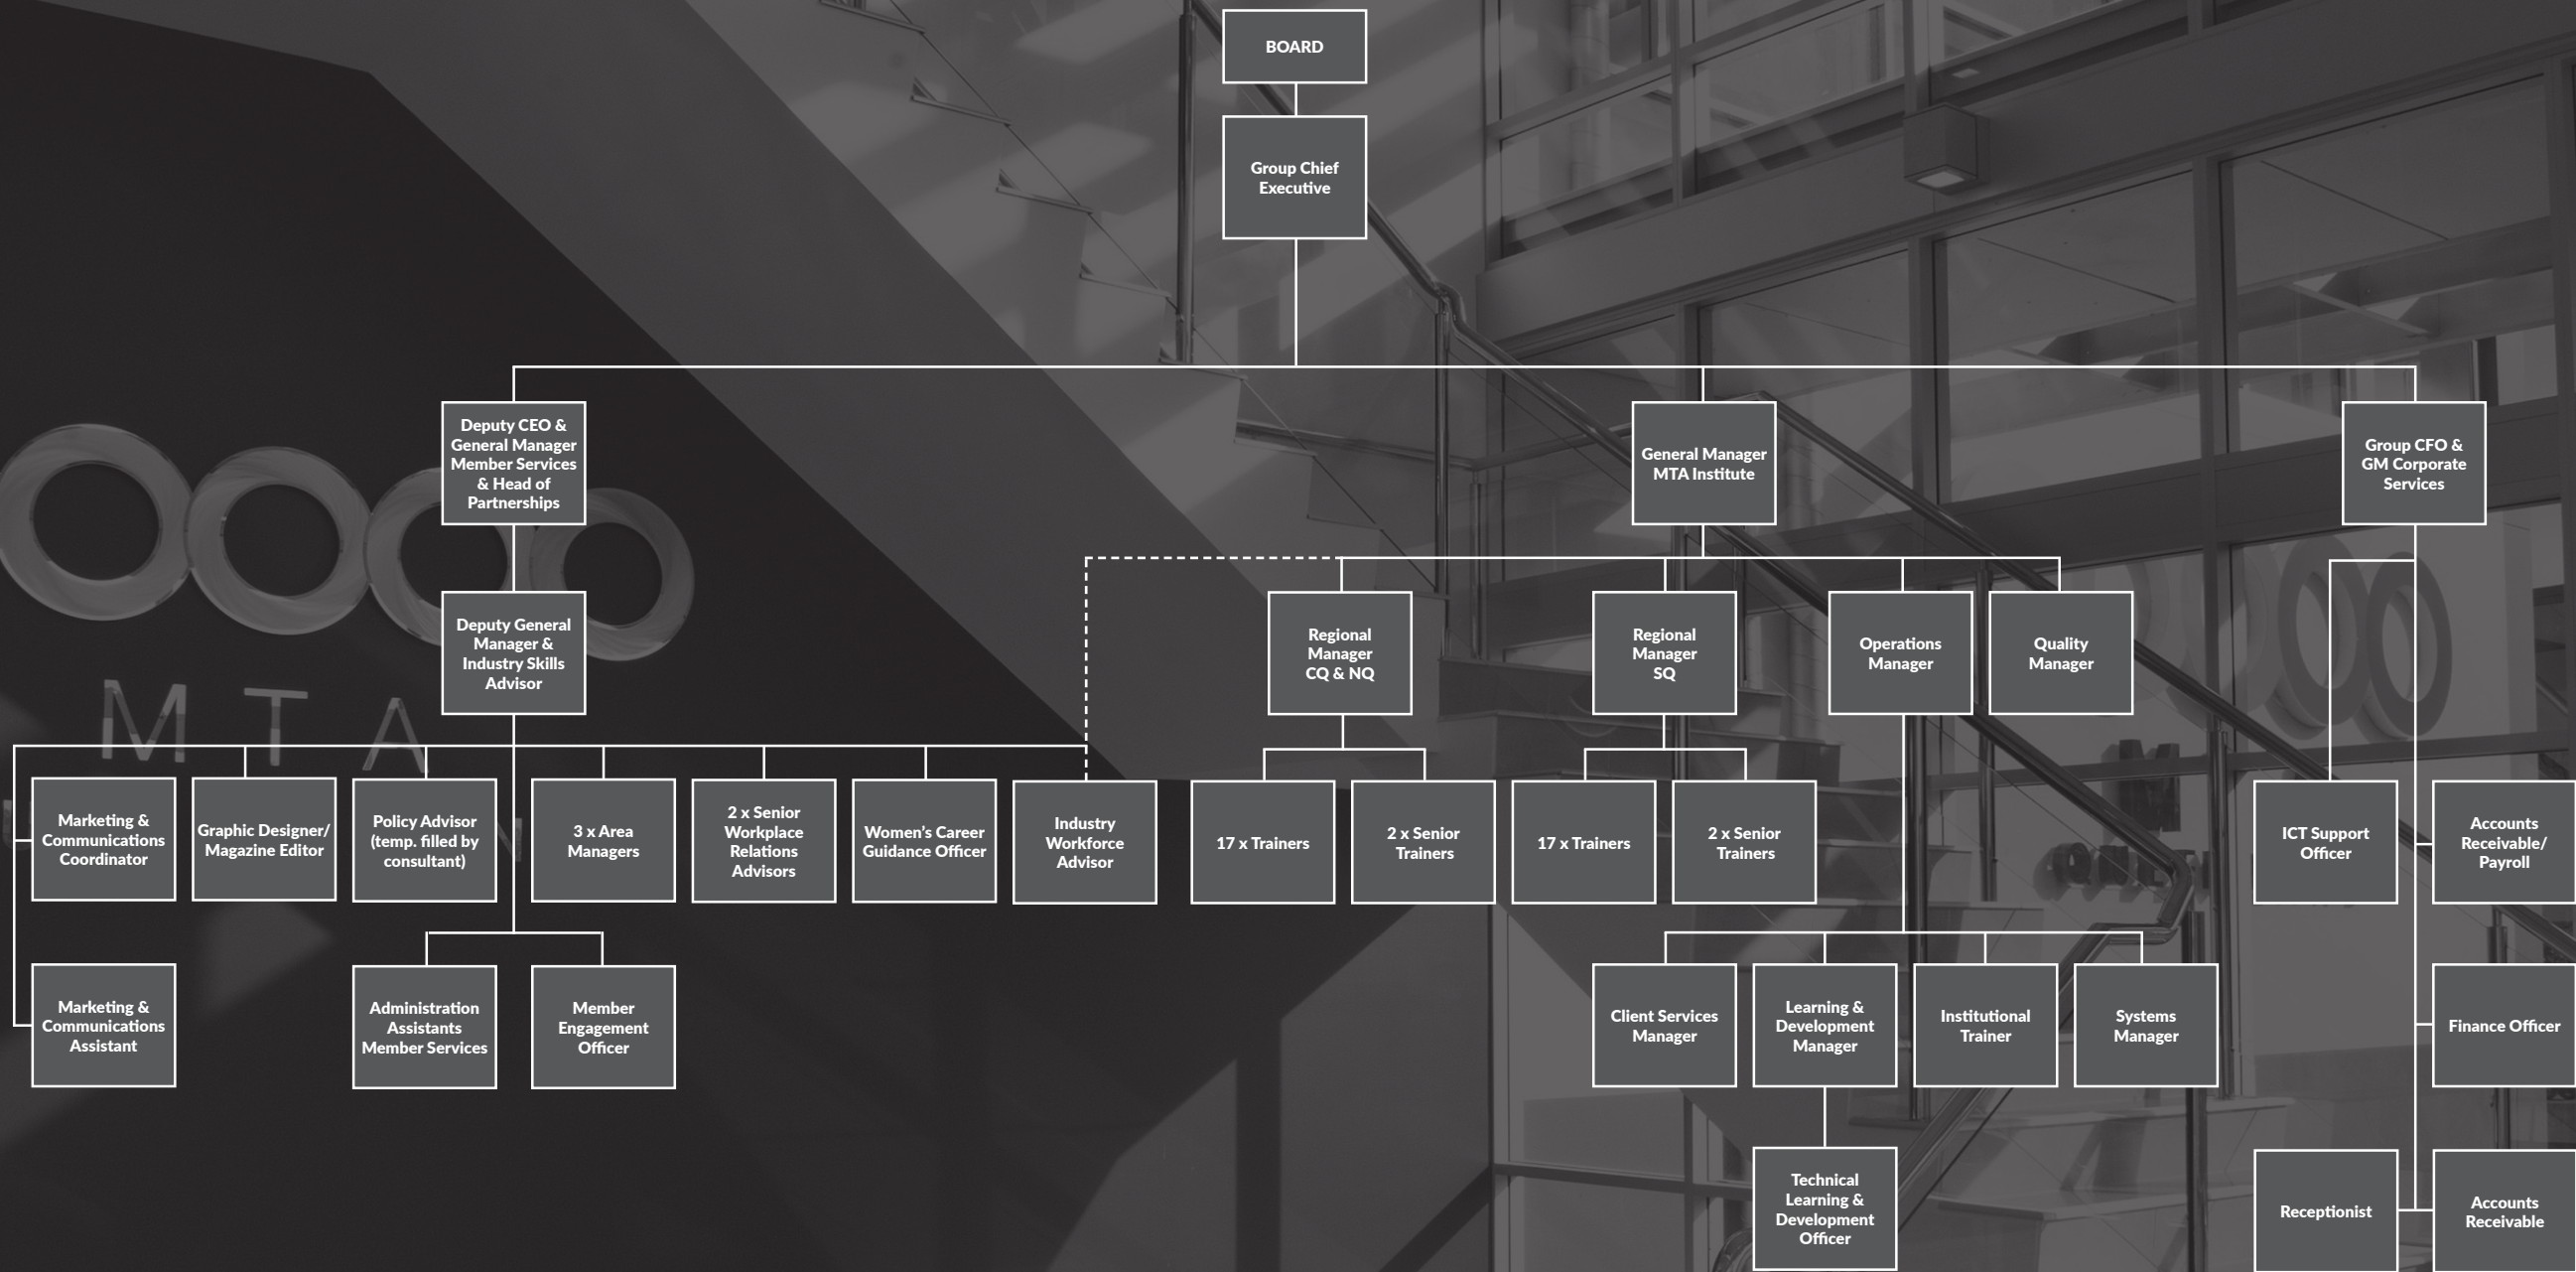 BOARD
Group Chief
Executive
Deputy CEO &
General Manager
Member Services
& Head of
Partnerships
General Manager
MTA Institute
Group CFO &
GM Corporate
Services
Deputy General
Manager &
Industry Skills
Advisor
Regional
Manager
CQ & NQ
Regional
Manager
SQ
Operations
Manager
Quality
Manager
MTA
Marketing &
Communications
Coordinator
Graphic Designer/
Magazine Editor
Policy Advisor
(temp. filled by
consultant)
3 x Area
Managers
2 x Senior
Workplace
Relations
Advisors
Women’s Career
Guidance Officer
Industry
Workforce
Advisor
17 x Trainers
2 x Senior
Trainers
17 x Trainers
2 x Senior
Trainers
ICT Support
Officer
Accounts
Receivable/
Payroll
Marketing &
Communications
Assistant
Administration
Assistants
Member Services
Member
Engagement
Officer
Client Services
Manager
Learning &
Development
Manager
Institutional
Trainer
Systems
Manager
Finance Officer
Technical
Learning &
Development
Officer
Receptionist
Accounts
Receivable